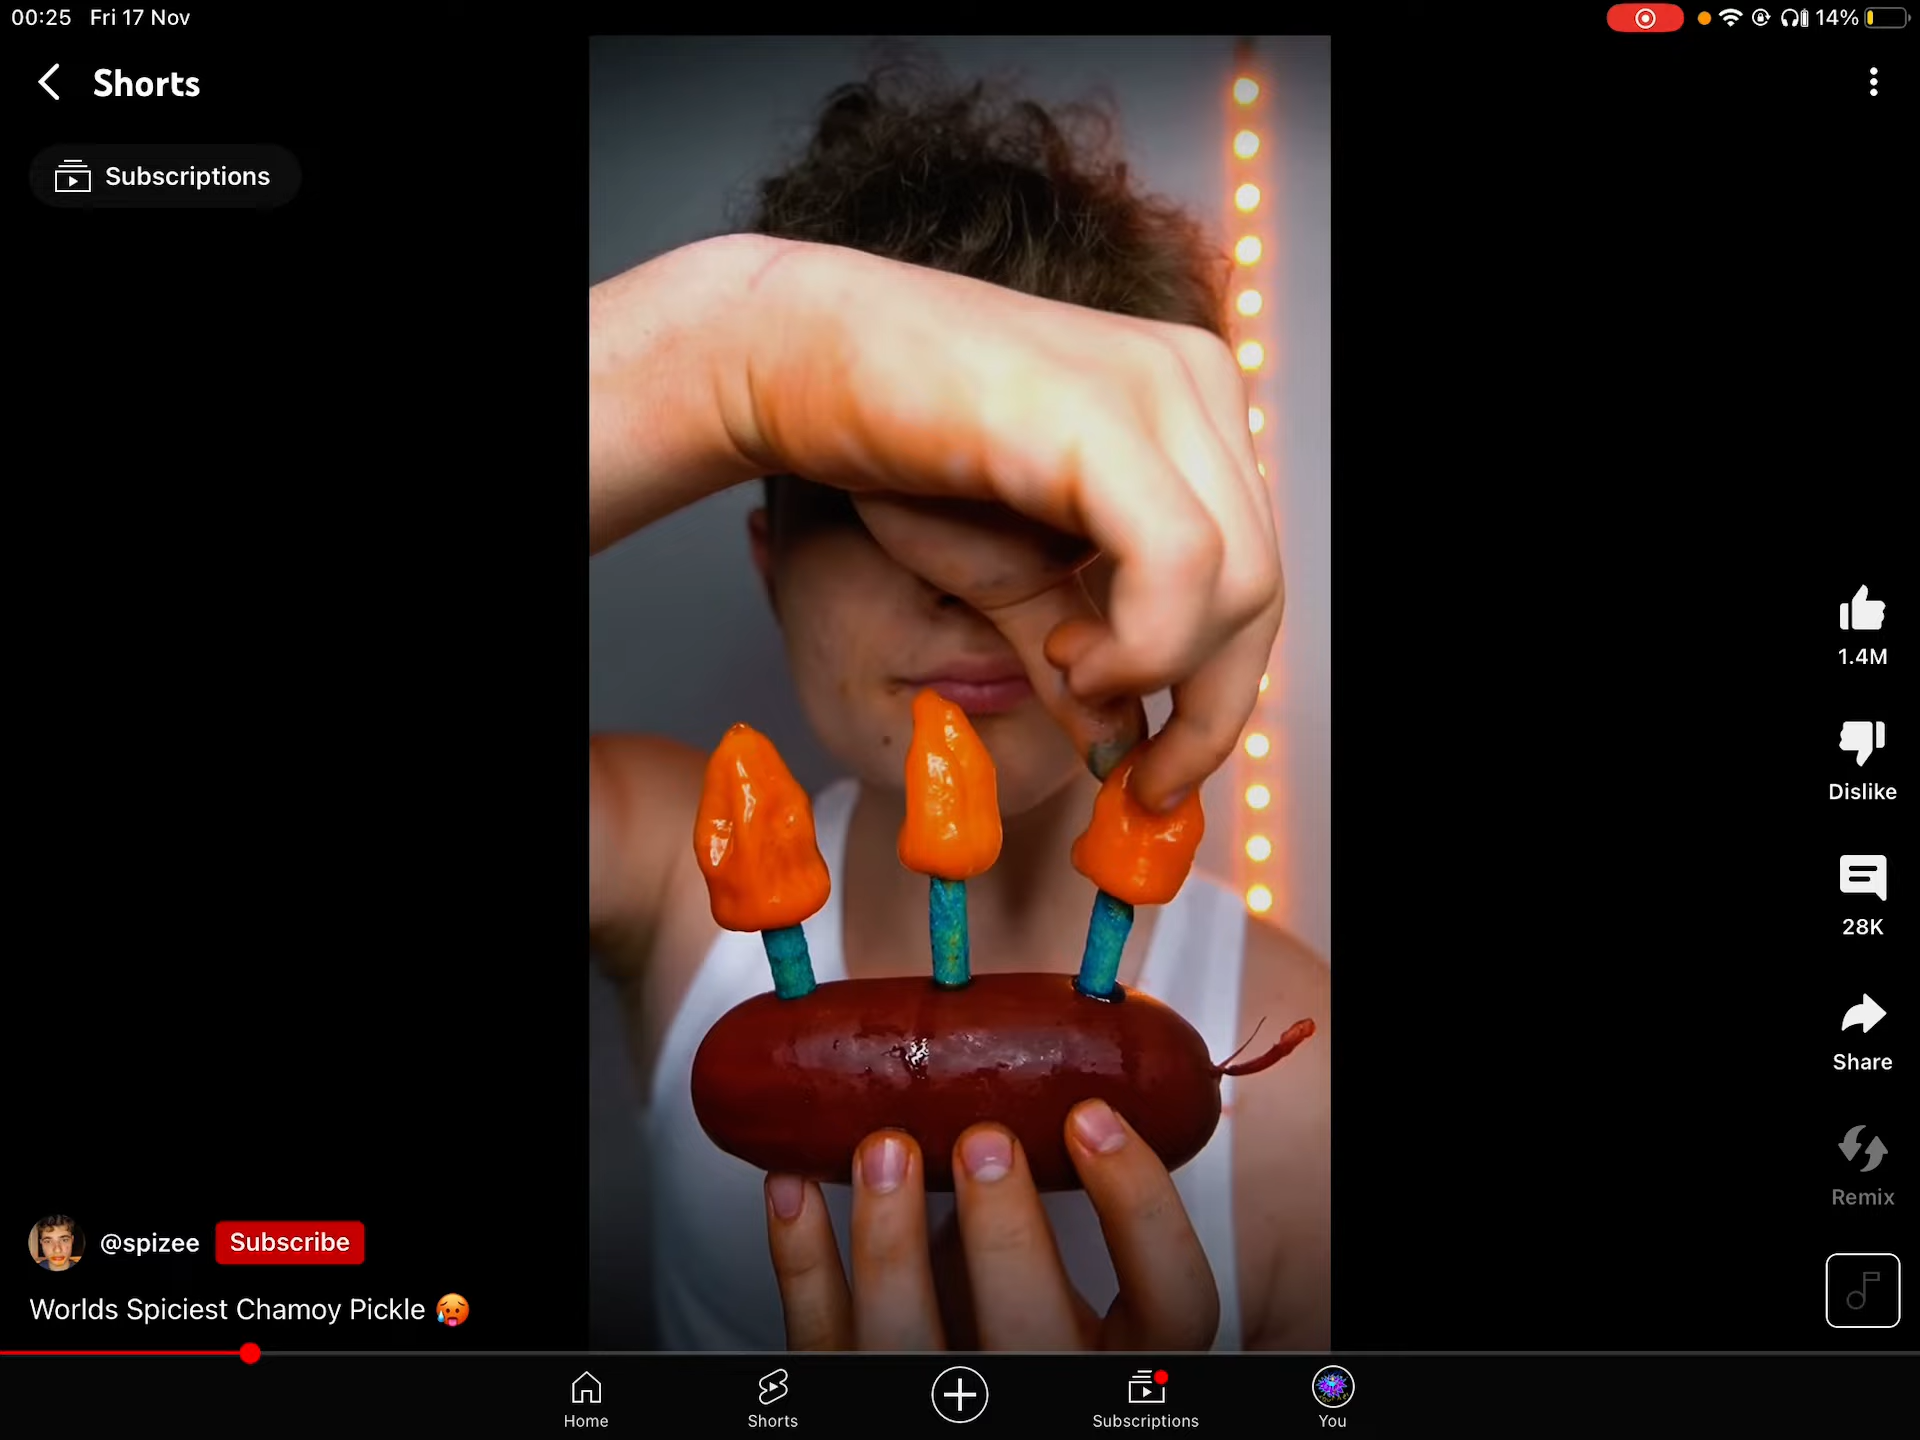 00:25 Fri 17 Nov
14%
Shorts
Subscriptions
1.4M
Dislike
28K
Share
Remix
@spizee Subscribe
Worlds Spiciest Chamoy Pickle 🥵
Home Shorts Subscriptions You